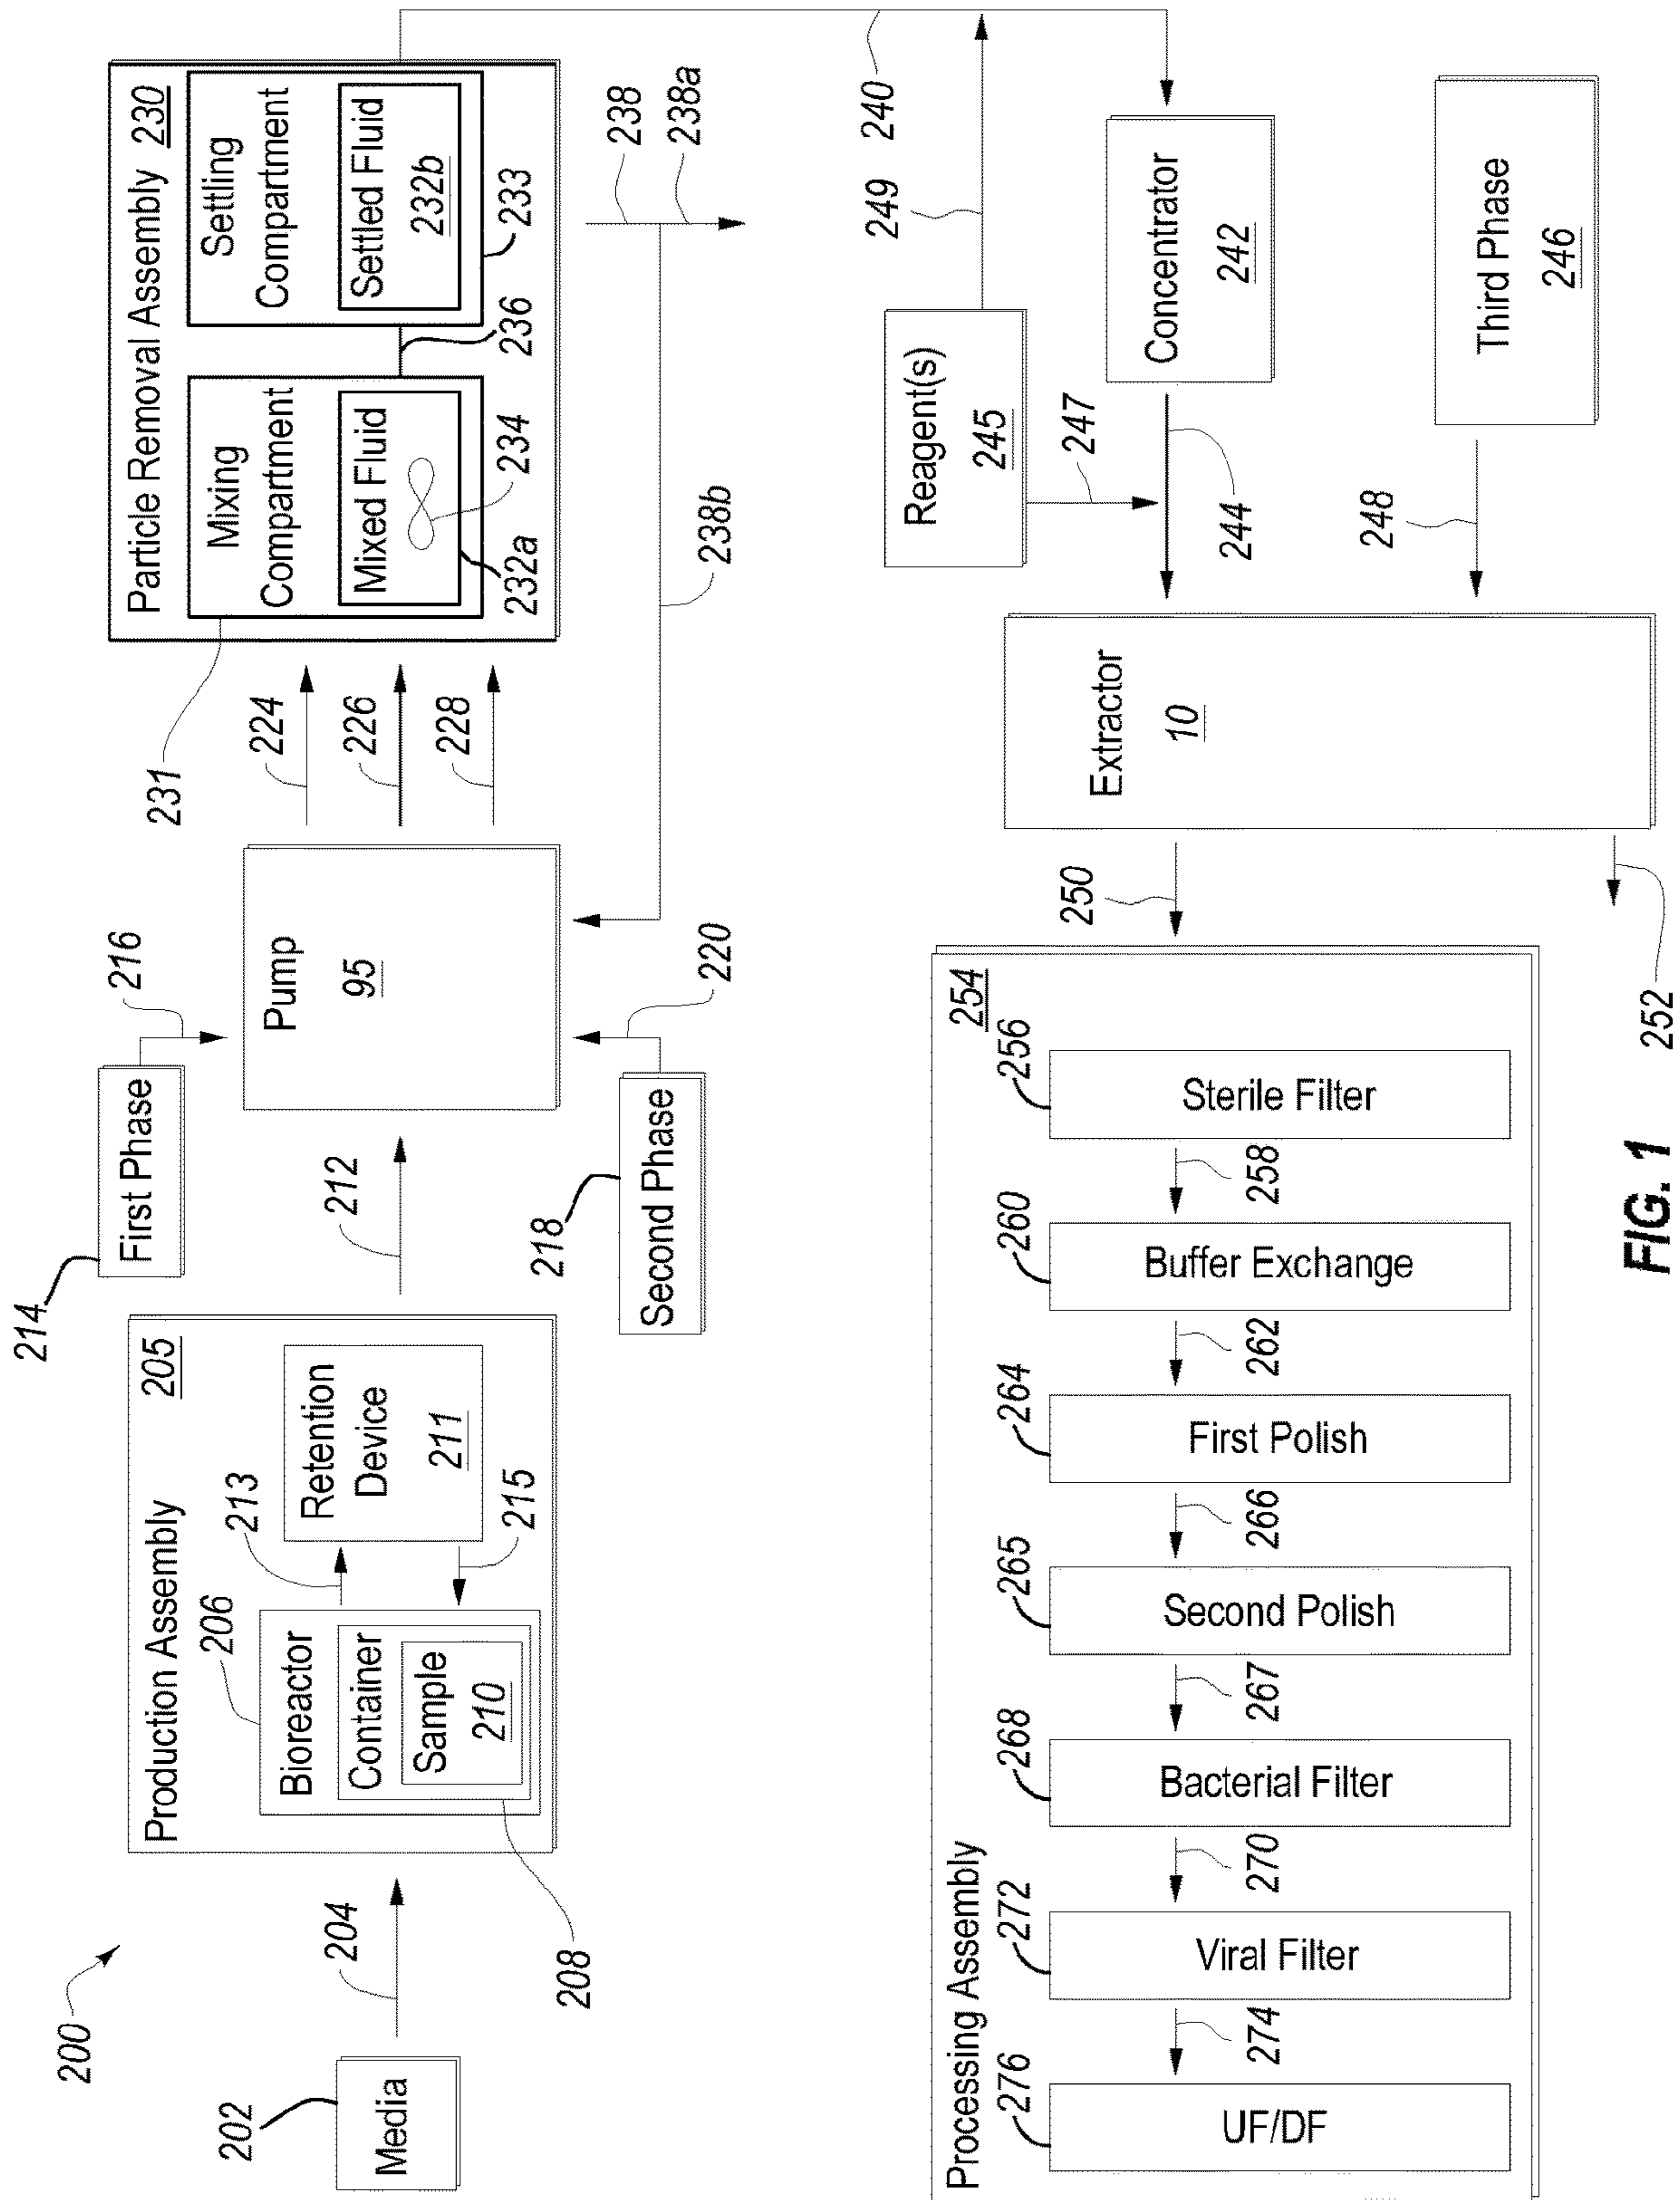 200
202
Media
204
Production Assembly
205
206
Bioreactor
Container
Sample
210
208
213
Retention
Device
211
215
212
214
First Phase
216
218
Second Phase
220
Pump
95
224
226
228
Particle Removal Assembly 230
231
Mixing
Compartment
Mixed Fluid
234
232a
236
Settling
Compartment
Settled Fluid
232b
233
238
238a
238b
240
249
Reagent(s)
245
247
Concentrator
242
244
Third Phase
246
248
Extractor
10
250
252
Processing Assembly
254
256
Sterile Filter
258
260
Buffer Exchange
262
264
First Polish
266
265
Second Polish
267
268
Bacterial Filter
270
272
Viral Filter
274
276
UF/DF
FIG. 1